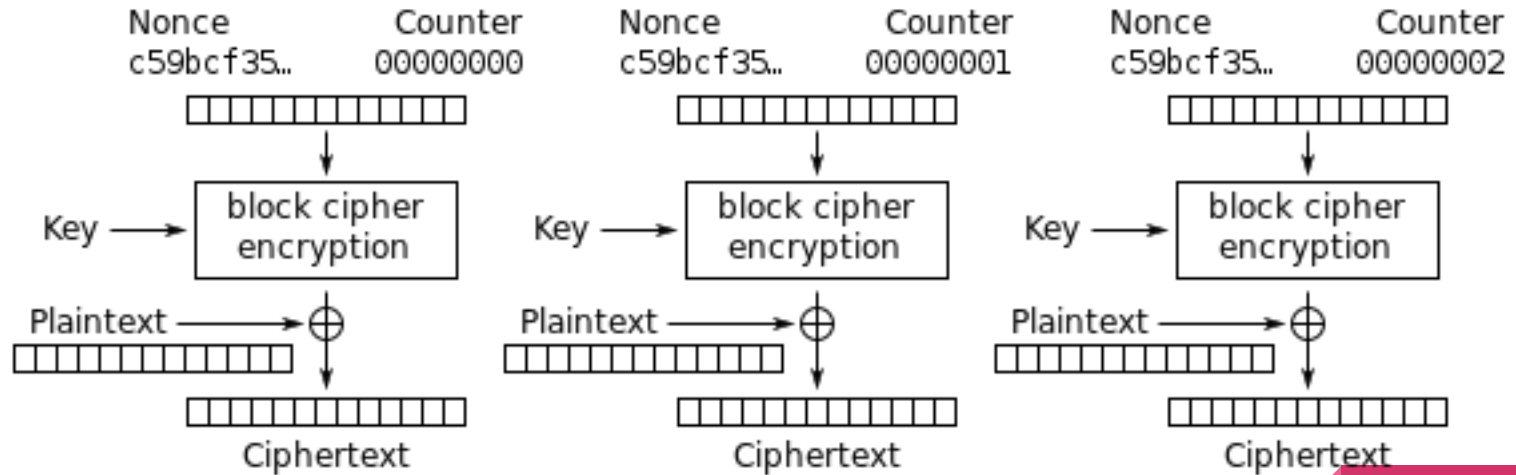 Nonce Counter Nonce Counter Nonce Counter
c59bcf35… 00000000 c59bcf35… 00000001 c59bcf35… 00000002
block cipher block cipher block cipher
Key encryption Key encryption Key encryption
Plaintext Plaintext Plaintext
Ciphertext Ciphertext Ciphertext